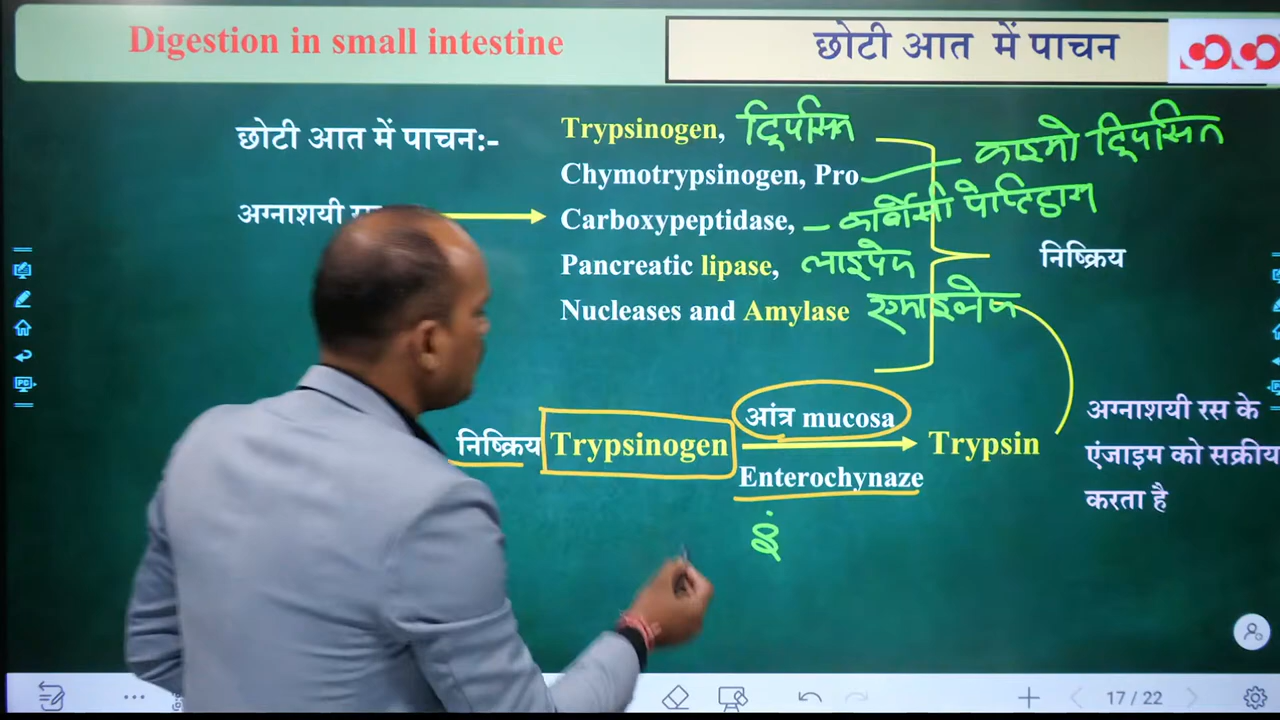 Digestion in small intestine
छोटी आत में पाचन
छोटी आत में पाचन:-
अग्नाशयी
Trypsinogen, ट्रिप्सिन
Chymotrypsinogen, Pro काइमो ट्रिपसिन
Carboxypeptidase, कार्बोसी पेप्टिडास
Pancreatic lipase, लाइपेज
Nucleases and Amylase एमाइलेज
निष्क्रिय
निष्क्रिय Trypsinogen
आंत्र mucosa
Enterochynaze
Trypsin
इं
अग्नाशयी रस के
एंजाइम को सक्रीय
करता है
17 / 22